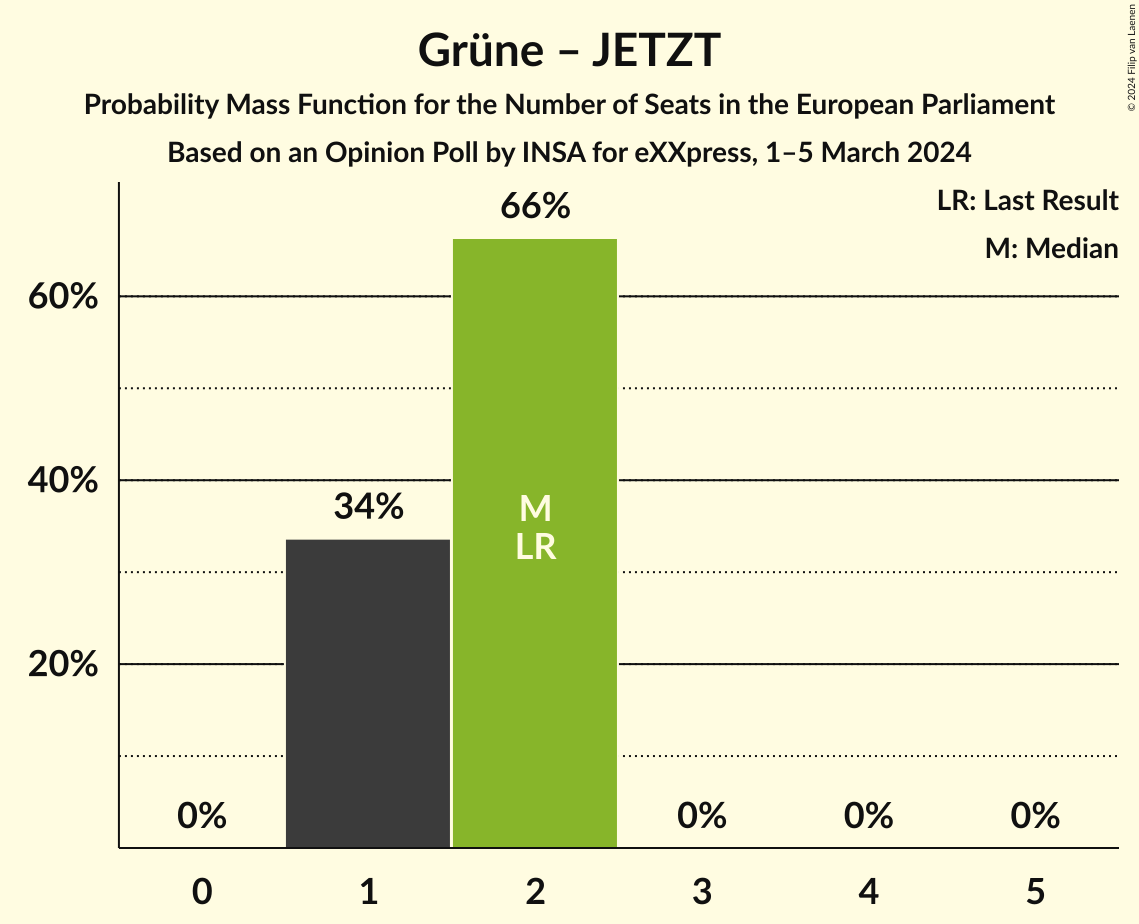 Grüne – JETZT
Probability Mass Function for the Number of Seats in the European Parliament
Based on an Opinion Poll by INSA for eXXpress, 1–5 March 2024
© 2024 Filip van Laenen
LR: Last Result
M: Median
66%
60%
40%
34%
M
LR
20%
0%
0%
0%
0%
0
1
2
3
4
5